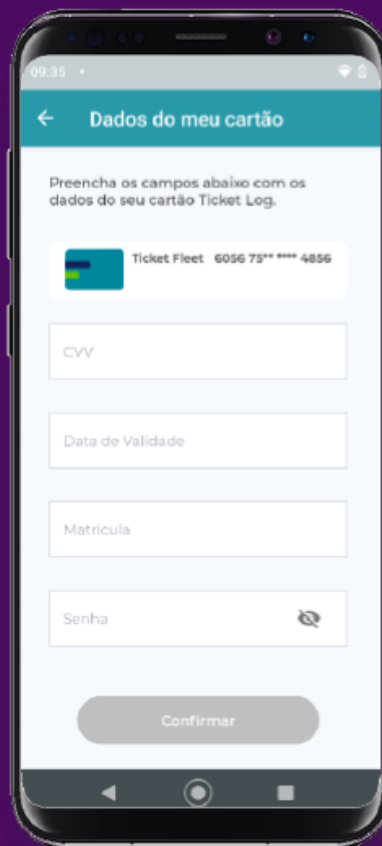 09:35
Dados do meu cartão
Preencha os campos abaixo com os
dados do seu cartão Ticket Log.
Ticket Fleet 6056 75** **** 4856
CVV
Data de Validade
Matrícula
Senha
Confirmar